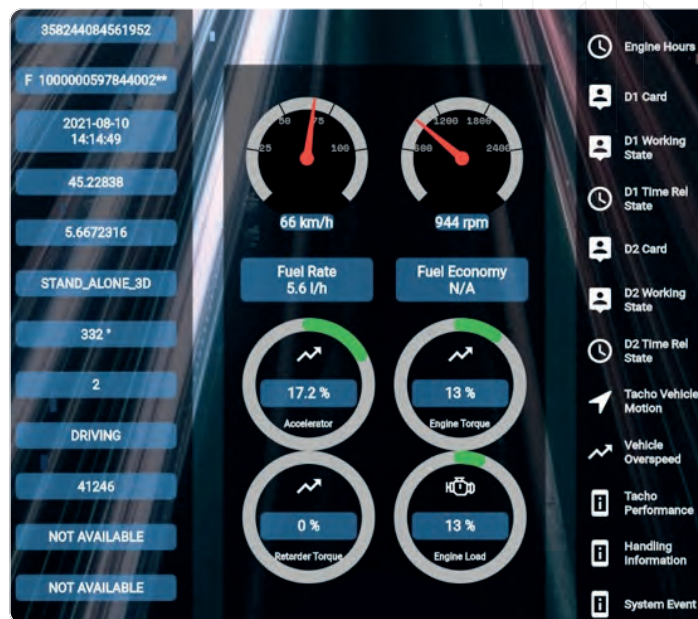 358244084561952
F 1000000597844002**
2021-08-10
14:14:49
45.22838
5.6672316
STAND_ALONE_3D
332 °
2
DRIVING
41246
NOT AVAILABLE
NOT AVAILABLE
25
50
75
100
66 km/h
600
1200
1800
2400
944 rpm
Fuel Rate
5.6 l/h
Fuel Economy
N/A
17.2 %
Accelerator
13 %
Engine Torque
0 %
Retarder Torque
13 %
Engine Load
Engine Hours
D1 Card
D1 Working
State
D1 Time Rel
State
D2 Card
D2 Working
State
D2 Time Rel
State
Tacho Vehicle
Motion
Vehicle
Overspeed
Tacho
Performance
Handling
Information
System Event